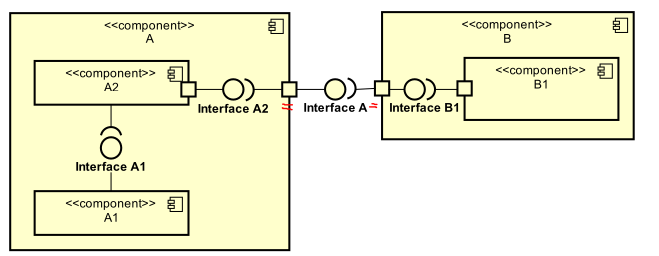 <<component>>
A
<<component>>
A2
Interface A2
Interface A1
<<component>>
A1
Interface A
<<component>>
B
Interface B1
<<component>>
B1